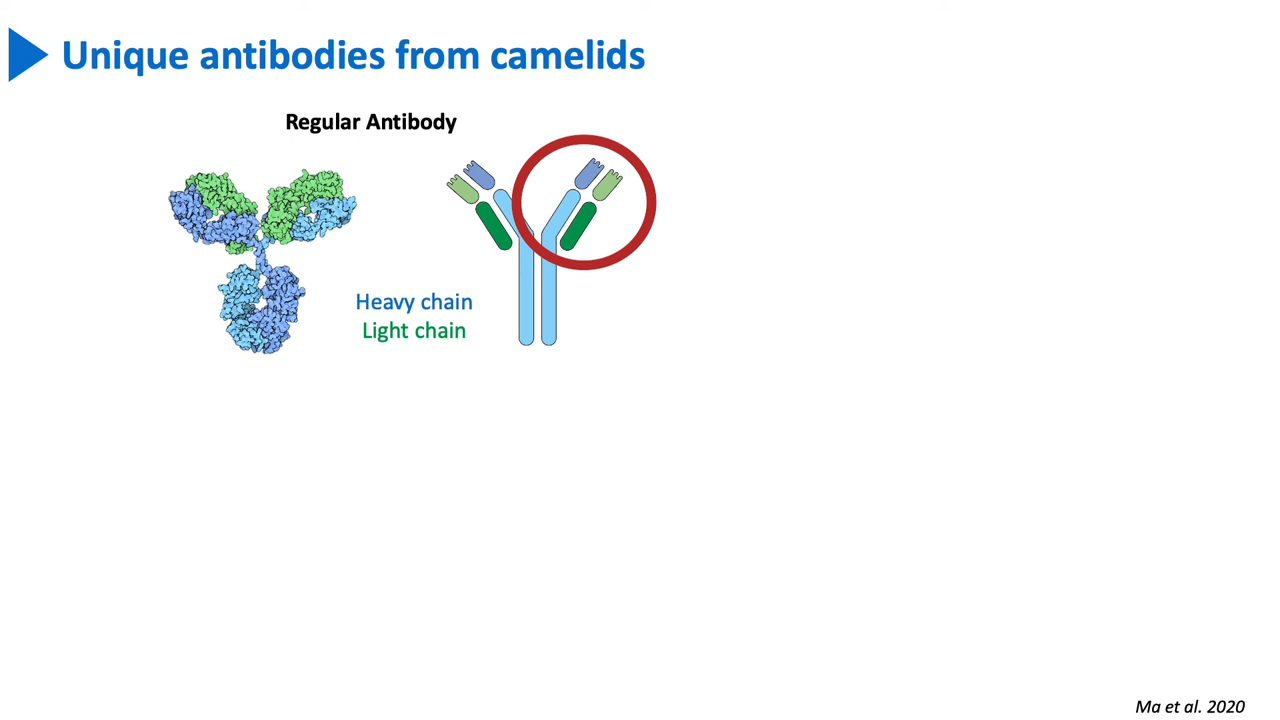 Unique antibodies from camelids
Regular Antibody
Heavy chain
Light chain
Ma et al. 2020